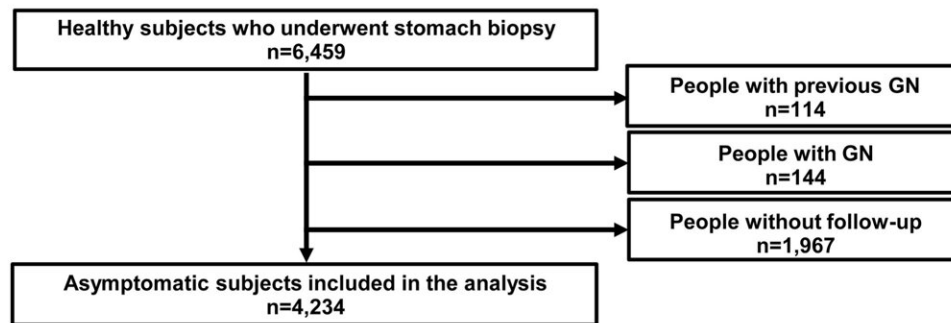 Healthy subjects who underwent stomach biopsy
n=6,459
People with previous GN
n=114
People with GN
n=144
People without follow-up
n=1,967
Asymptomatic subjects included in the analysis
n=4,234